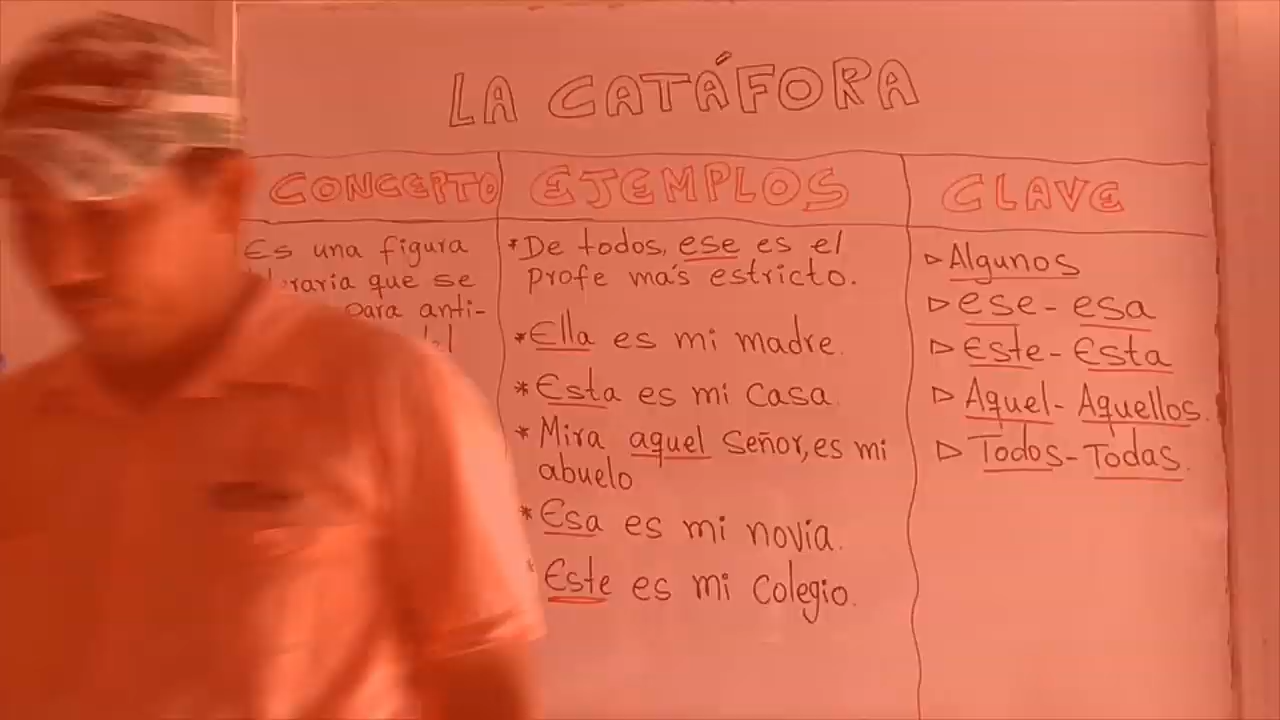 LA CATÁFORA
CONCEPTO
Es una figura
que se
para anti-
EJEMPLOS
*De todos, ese es el
Profe más estricto.
*Ella es mi madre.
*Esta es mi casa.
*Mira aquel señor, es mi
abuelo
*Esa es mi novia.
*Este es mi colegio.
CLAVE
▷Algunos
▷ese-esa
▷Este-Esta
▷Aquel-Aquellos.
▷Todos-Todas.